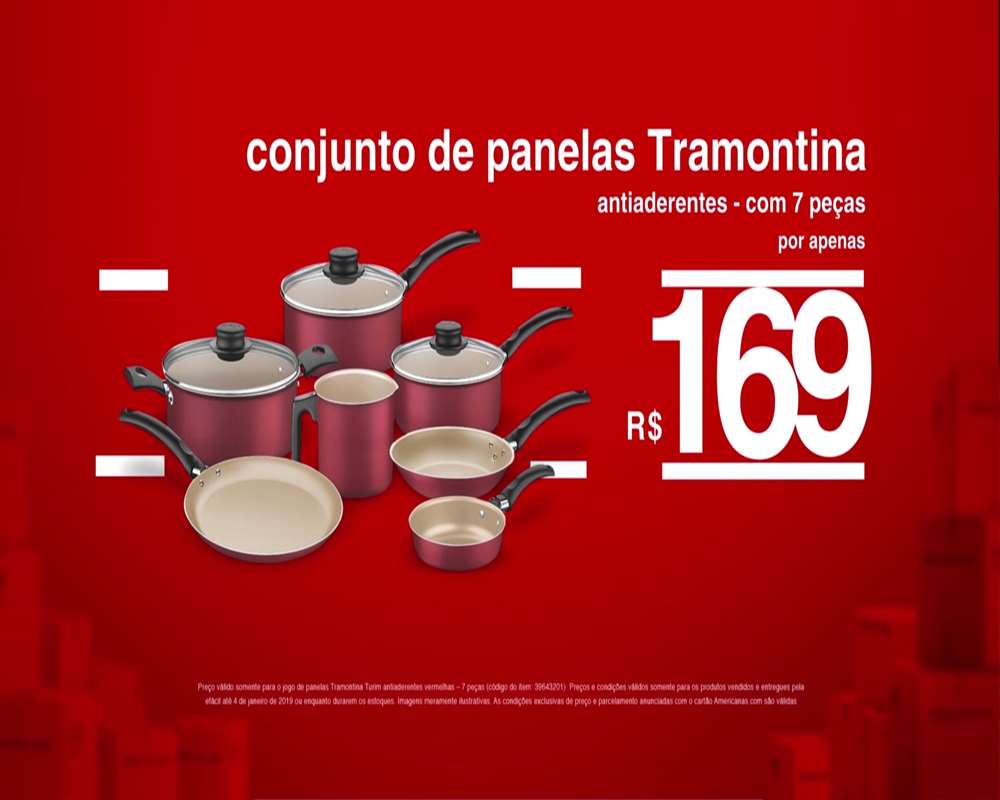 conjunto de panelas Tramontina
antiaderentes - com 7 peças
por apenas
R$ 169
Preço válido somente para o jogo de panelas Tramontina Turim antiaderentes vermelhas – 7 peças (código do item: 39643201). Preços e condições válidos somente para os produtos vendidos e entregues pela
efácil até 4 de janeiro de 2019 ou enquanto durarem os estoques. Imagens meramente ilustrativas. As condições exclusivas de preço e parcelamento anunciadas com o cartão Americanas.com são válidas